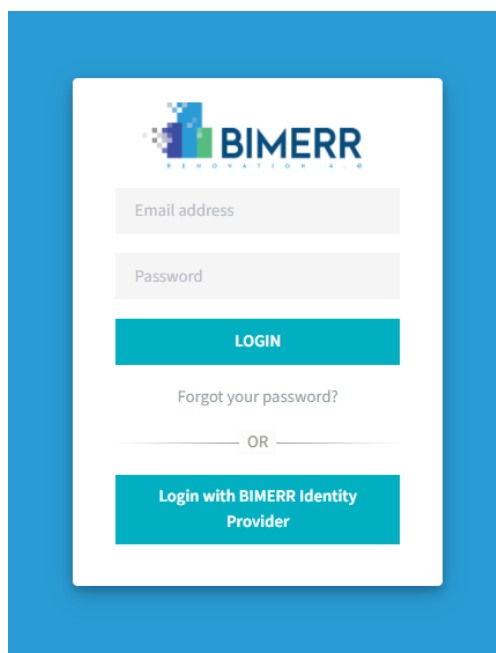 BIMERR
RENOVATION 4.0
Email address
Password
LOGIN
Forgot your password?
OR
Login with BIMERR Identity
Provider